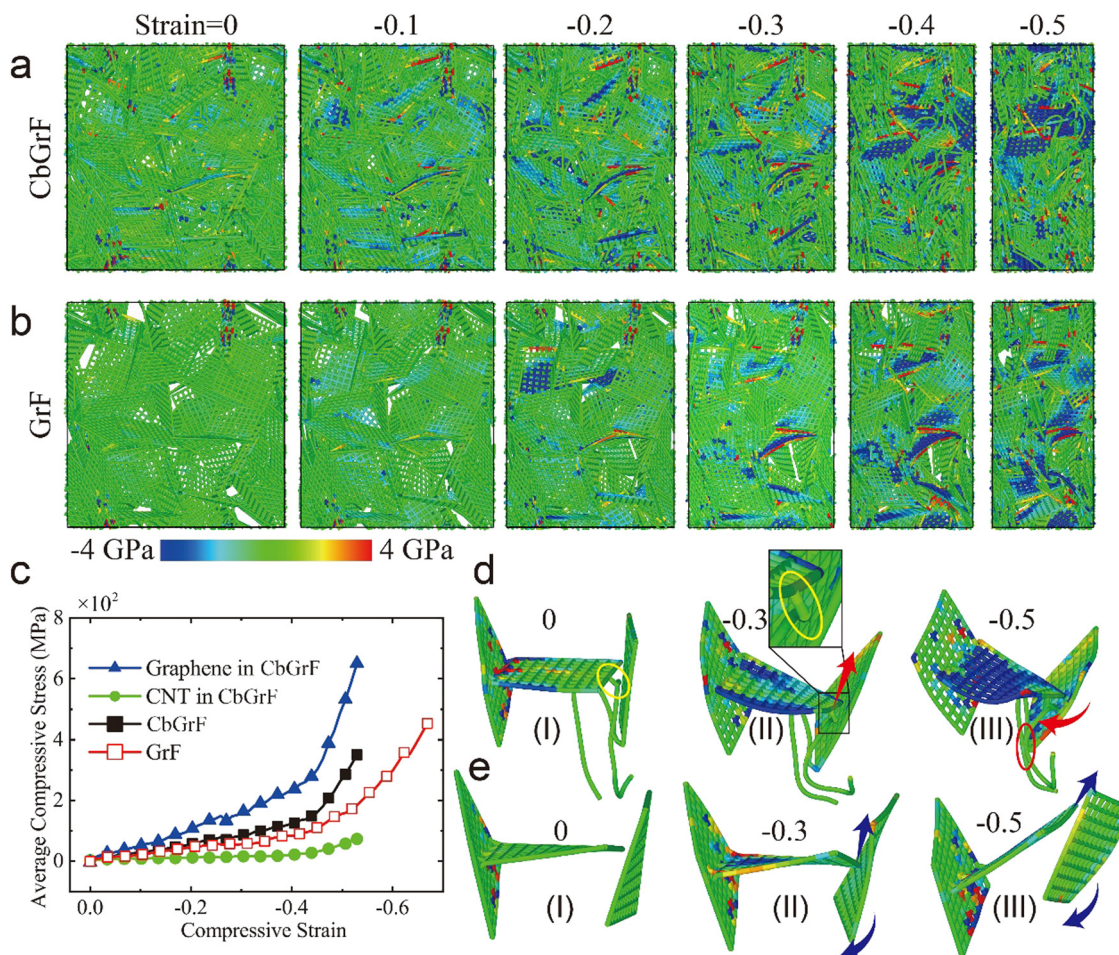 Strain=0 -0.1 -0.2 -0.3 -0.4 -0.5
a
CbGrF
b
GrF
-4 GPa 4 GPa
c
×10²
8
6
4
2
0
Average Compressive Stress (MPa)
Graphene in CbGrF
CNT in CbGrF
CbGrF
GrF
0.0 -0.2 -0.4 -0.6
Compressive Strain
d
0 -0.3 -0.5
(I) (II) (III)
e
0 -0.3 -0.5
(I) (II) (III)